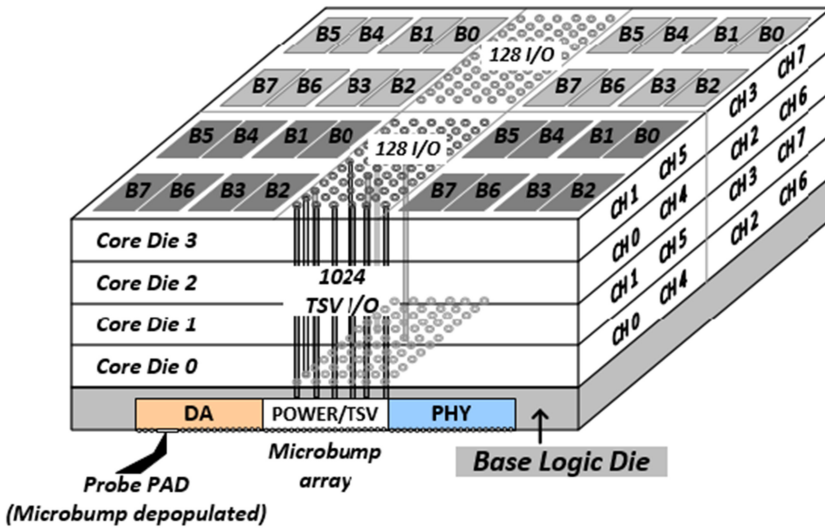 B5 B4 B1 B0 128 I/O B5 B4 B1 B0
B7 B6 B3 B2 B7 B6 B3 B2
B5 B4 B1 B0 128 I/O B5 B4 B1 B0
B7 B6 B3 B2 B7 B6 B3 B2
CH 1 CH 5 CH 3 CH 7
CH 0 CH 4 CH 2 CH 6
CH 1 CH 5 CH 3 CH 7
CH 0 CH 4 CH 2 CH 6
Core Die 3
Core Die 2
Core Die 1
Core Die 0
1024
TSV I/O
DA POWER/TSV PHY
Probe PAD
(Microbump depopulated)
Microbump
array
Base Logic Die